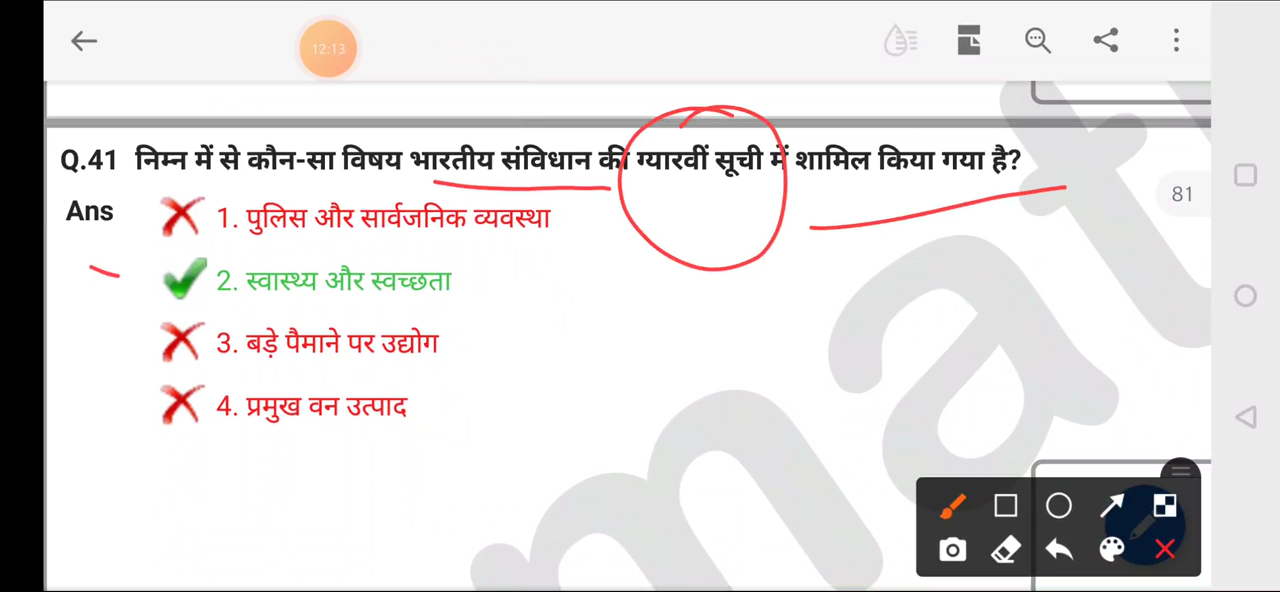 12:13
Q.41 निम्न में से कौन-सा विषय भारतीय संविधान की ग्यारवीं सूची में शामिल किया गया है?
81
Ans 1. पुलिस और सार्वजनिक व्यवस्था
2. स्वास्थ्य और स्वच्छता
3. बड़े पैमाने पर उद्योग
4. प्रमुख वन उत्पाद
mat